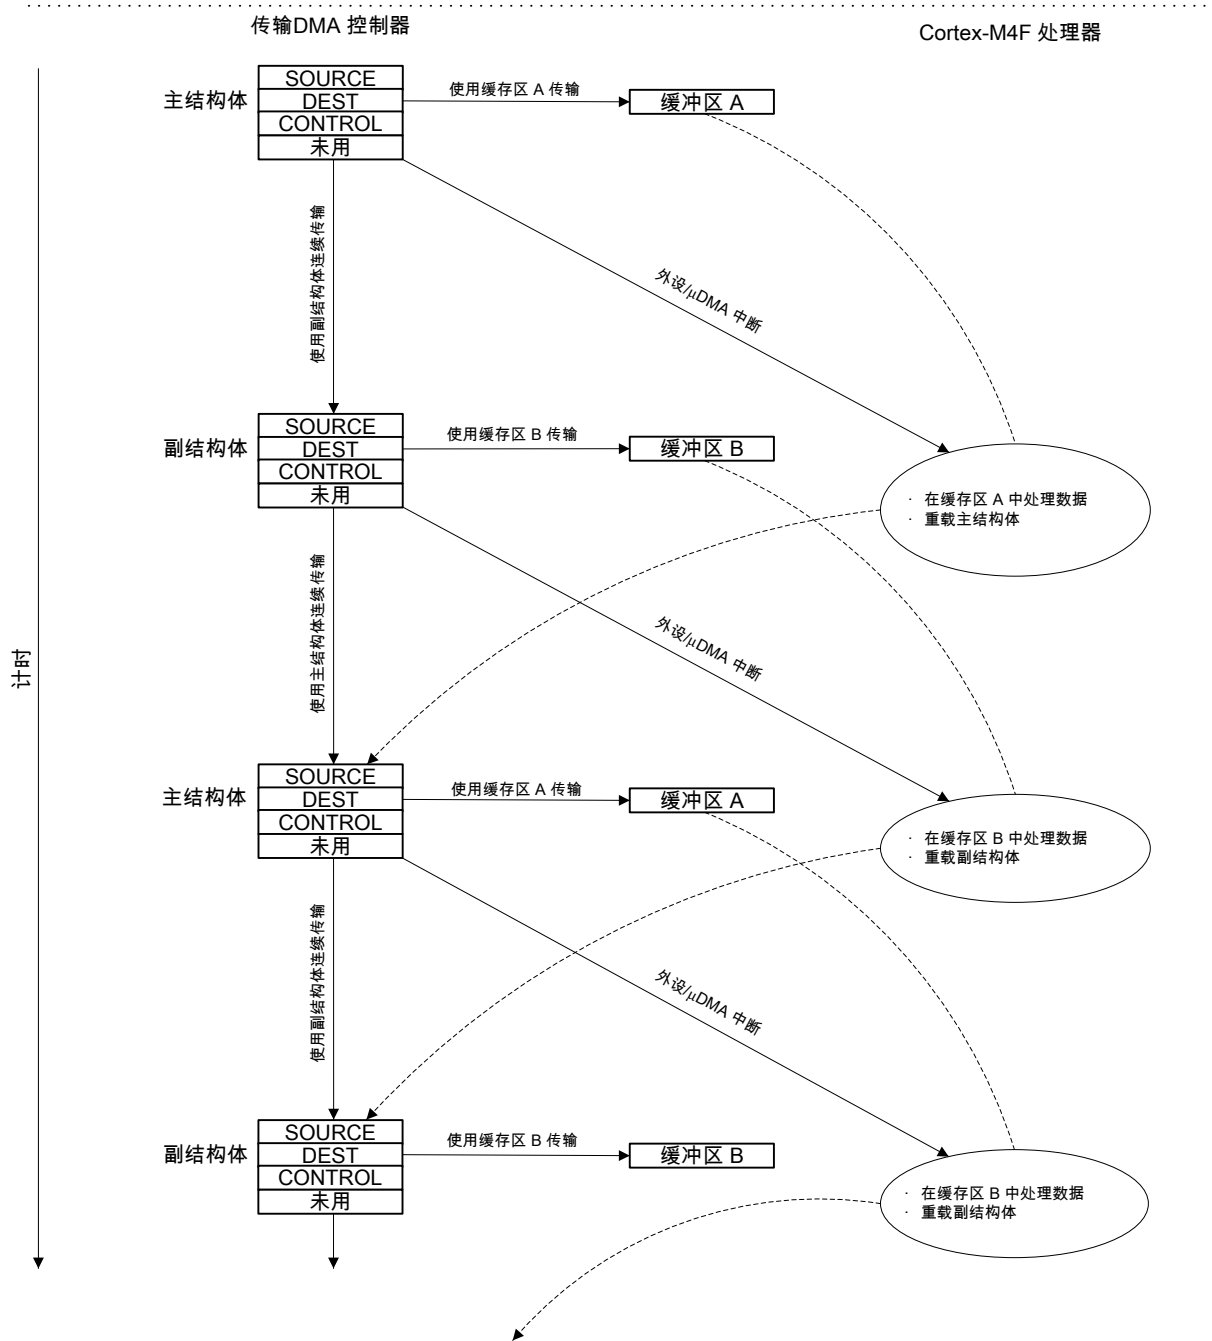 传输DMA 控制器
Cortex-M4F 处理器
主结构体
SOURCE
DEST
CONTROL
未用
使用缓存区 A 传输
缓冲区 A
使用副结构体连续传输
外设/μDMA 中断
副结构体
SOURCE
DEST
CONTROL
未用
使用缓存区 B 传输
缓冲区 B
· 在缓存区 A 中处理数据
· 重载主结构体
使用主结构体连续传输
外设/μDMA 中断
计时
主结构体
SOURCE
DEST
CONTROL
未用
使用缓存区 A 传输
缓冲区 A
· 在缓存区 B 中处理数据
· 重载副结构体
使用副结构体连续传输
外设/μDMA 中断
副结构体
SOURCE
DEST
CONTROL
未用
使用缓存区 B 传输
缓冲区 B
· 在缓存区 B 中处理数据
· 重载副结构体